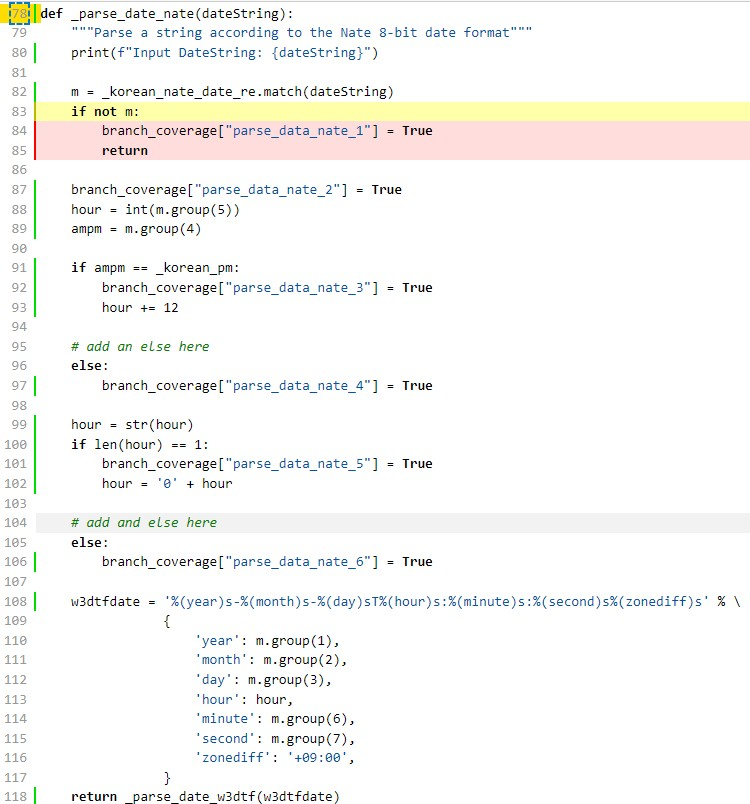 78 def _parse_date_nate(dateString):
79     """Parse a string according to the Nate 8-bit date format"""
80     print(f"Input DateString: {dateString}")
81
82     m = _korean_nate_date_re.match(dateString)
83     if not m:
84         branch_coverage["parse_data_nate_1"] = True
85         return
86
87     branch_coverage["parse_data_nate_2"] = True
88     hour = int(m.group(5))
89     ampm = m.group(4)
90
91     if ampm == _korean_pm:
92         branch_coverage["parse_data_nate_3"] = True
93         hour += 12
94
95     # add an else here
96     else:
97         branch_coverage["parse_data_nate_4"] = True
98
99     hour = str(hour)
100     if len(hour) == 1:
101         branch_coverage["parse_data_nate_5"] = True
102         hour = '0' + hour
103
104     # add and else here
105     else:
106         branch_coverage["parse_data_nate_6"] = True
107
108     w3dtfdate = '%(year)s-%(month)s-%(day)sT%(hour)s:%(minute)s:%(second)s%(zonediff)s' % \
109                 {
110                     'year': m.group(1),
111                     'month': m.group(2),
112                     'day': m.group(3),
113                     'hour': hour,
114                     'minute': m.group(6),
115                     'second': m.group(7),
116                     'zonediff': '+09:00',
117                 }
118     return _parse_date_w3dtf(w3dtfdate)